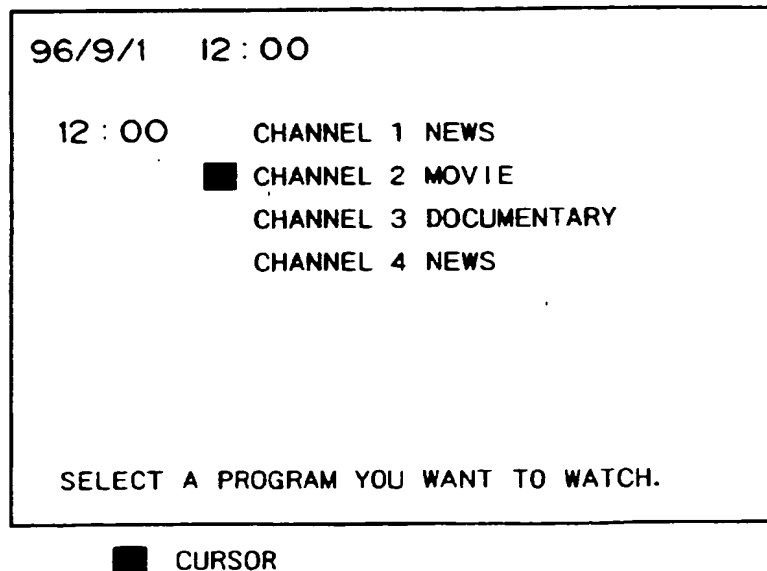 96/9/1 12:00
12:00 CHANNEL 1 NEWS
CHANNEL 2 MOVIE
CHANNEL 3 DOCUMENTARY
CHANNEL 4 NEWS
SELECT A PROGRAM YOU WANT TO WATCH.
CURSOR